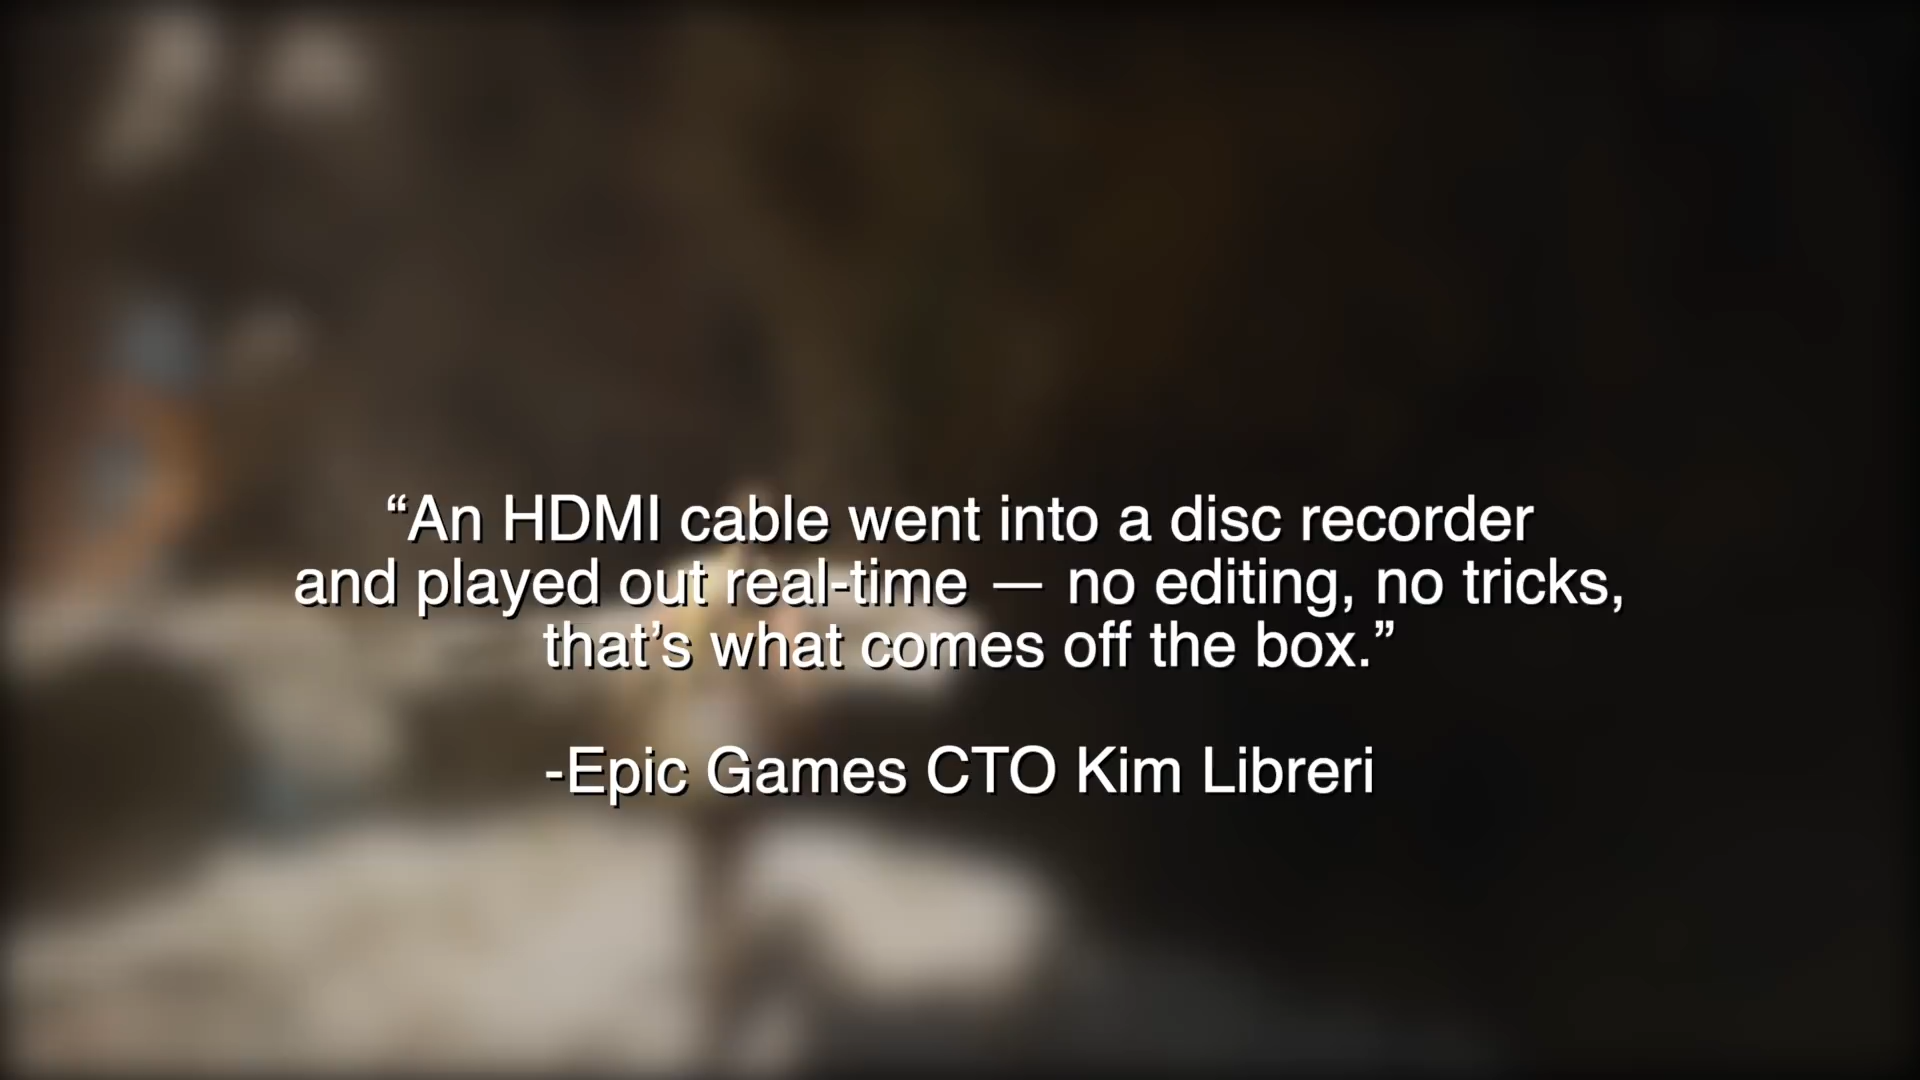 “An HDMI cable went into a disc recorder
and played out real-time — no editing, no tricks,
that’s what comes off the box.”
-Epic Games CTO Kim Libreri